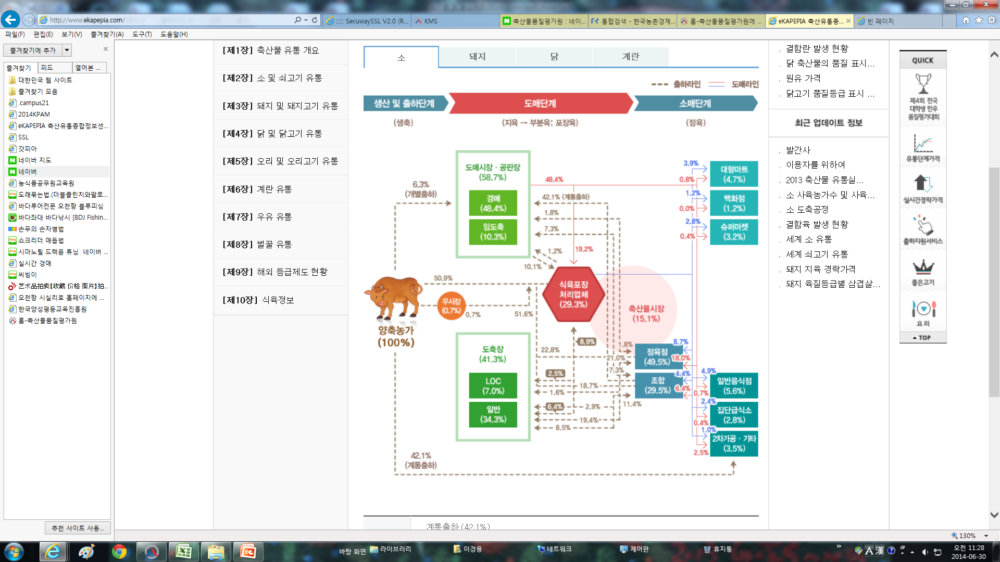 http://www.ekapepia.com/
::::: SecuwaySSL V2.0 (R...
KMS
축산물품질평가원 : 네이...
통합검색 - 한국농촌경제...
홈-축산물품질평가원에 ...
eKAPEPIA 축산유통종...
빈 페이지
파일(F) 편집(E) 보기(V) 즐겨찾기(A) 도구(T) 도움말(H)
즐겨찾기에 추가
즐겨찾기 피드 열어본 ...
대한민국 웹 사이트
즐겨찾기 모음
.campus21
2014KPAM
eKAPEPIA 축산유통종합정보센...
SSL
갓피아
네이버 지도
네이버
농식품공무원교육원
도래묶는법.(더블클린치와팔로...
바다루어전문 오천항 블루피싱
바다좌대 바다낚시 [BDJ Fishin...
손무의 손자병법
쇼크리더 매듭법
시마노릴 드랙음 튜닝 네이버 ...
실시간 경매
씨빙이
艺术品拍卖【收藏 价格 图片】拍...
오천항 시실리호 홈페이지에 ...
한국양성평등교육진흥원
홈-축산물품질평가원
추천 사이트 사용...
[제1장] 축산물 유통 개요
[제2장] 소 및 쇠고기 유통
[제3장] 돼지 및 돼지고기 유통
[제4장] 닭 및 닭고기 유통
[제5장] 오리 및 오리고기 유통
[제6장] 계란 유통
[제7장] 우유 유통
[제8장] 벌꿀 유통
[제9장] 해외 등급제도 현황
[제10장] 식육정보
소 돼지 닭 계란
출하라인 도매라인
생산 및 출하단계 도매단계 소매단계
(생축) (지육 → 부분육; 포장육) (정육)
도매시장 · 공판장
(58.7%)
경매
(48.4%)
임도축
(10.3%)
6.3%
(개별출하)
48.4%
42.1% (계통출하)
1.8%
7.3%
1.2%
10.1%
19.2%
3.9%
0.8%
대형마트
(4.7%)
1.2%
0.0%
백화점
(1.2%)
2.8%
0.4%
슈퍼마켓
(3.2%)
50.9%
우시장
(0.7%)
0.7%
51.6%
식육포장
처리업체
(29.3%)
축산물시장
(15.1%)
양축농가
(100%)
도축장
(41.3%)
LOC
(7.0%)
일반
(34.3%)
8.9%
22.8%
2.5%
18.7%
1.6%
6.4%
2.9%
19.4%
8.5%
1.8%
21.0%
7.3%
11.4%
정육점
(49.5%)
8.7%
18.0%
조합
(29.5%)
4.4%
6.4%
4.9%
0.7%
일반음식점
(5.6%)
2.4%
0.4%
집단급식소
(2.8%)
1.0%
2.5%
2차가공 · 기타
(3.5%)
42.1%
(계통출하)
계통출하 (42.1%)
결함란 발생 현황
닭 축산물의 품질 표시...
원유 가격
닭고기 품질등급 표시 ...
최근 업데이트 정보
발간사
이용자를 위하여
2013 축산물 유통실...
소 사육농가수 및 사육...
소 도축공정
결함육 발생 현황
세계 소 유통
세계 쇠고기 유통
돼지 지육 경락가격
돼지 육질등급별 삼겹살...
QUICK
제4회 전국
대학생 한우
품질평가대회
유통단계가격
실시간경락가격
출하지원서비스
좋은고기
요리
▲ TOP
130%
바탕 화면 라이브러리 이경용 네트워크 제어판 휴지통
»
A 漢
오전 11:28
2014-06-30